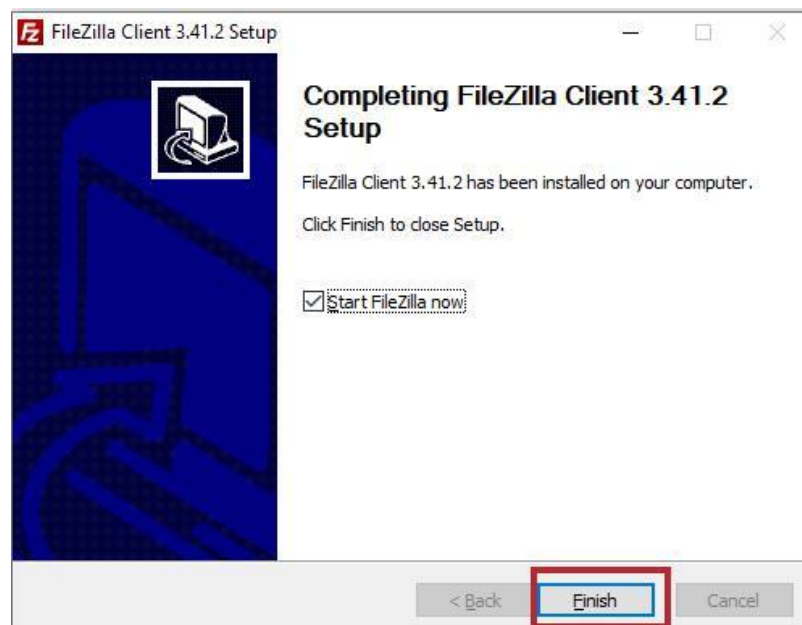 Fz FileZilla Client 3.41.2 Setup
Completing FileZilla Client 3.41.2
Setup
FileZilla Client 3.41.2 has been installed on your computer.
Click Finish to close Setup.
Start FileZilla now
< Back Finish Cancel